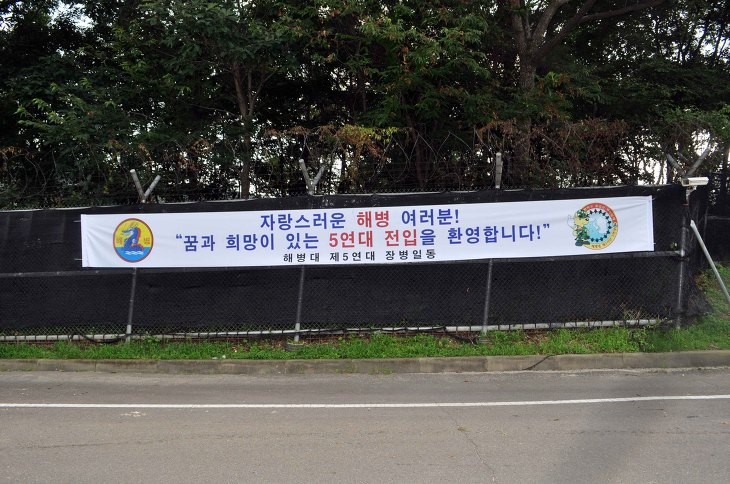 자랑스러운 해병 여러분!
"꿈과 희망이 있는 5연대 전입을 환영합니다!"
해병대 제5연대 장병일동
해 병